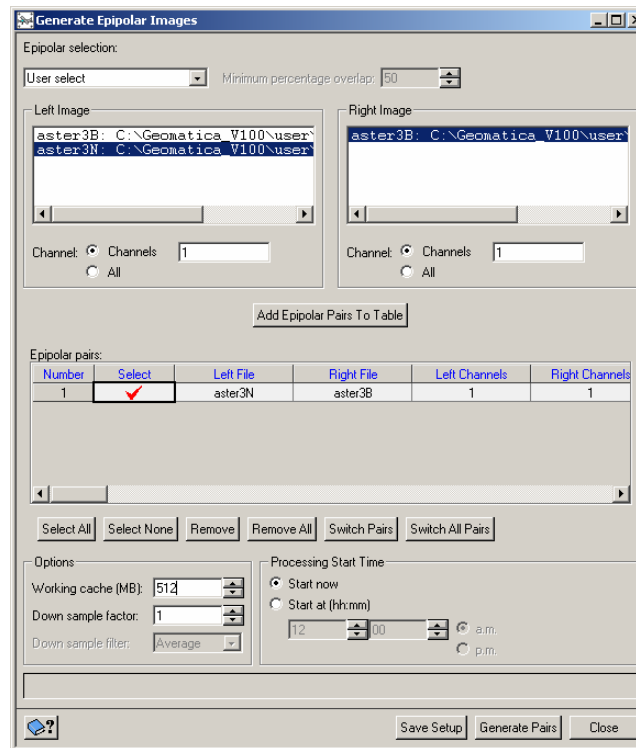 Generate Epipolar Images
Epipolar selection:
User select Minimum percentage overlap: 50
Left Image Right Image
aster3B: C:\Geomatica_V100\user\ aster3B: C:\Geomatica_V100\user\
aster3N: C:\Geomatica_V100\user\
Channel: Channels 1 Channel: Channels 1
All All
Add Epipolar Pairs To Table
Epipolar pairs:
Number Select Left File Right File Left Channels Right Channels
1 aster3N aster3B 1 1
Select All Select None Remove Remove All Switch Pairs Switch All Pairs
Options Processing Start Time
Working cache (MB): 512 Start now
Down sample factor: 1 Start at (hh:mm)
12 00 a.m.
Down sample filter: Average p.m.
Save Setup Generate Pairs Close